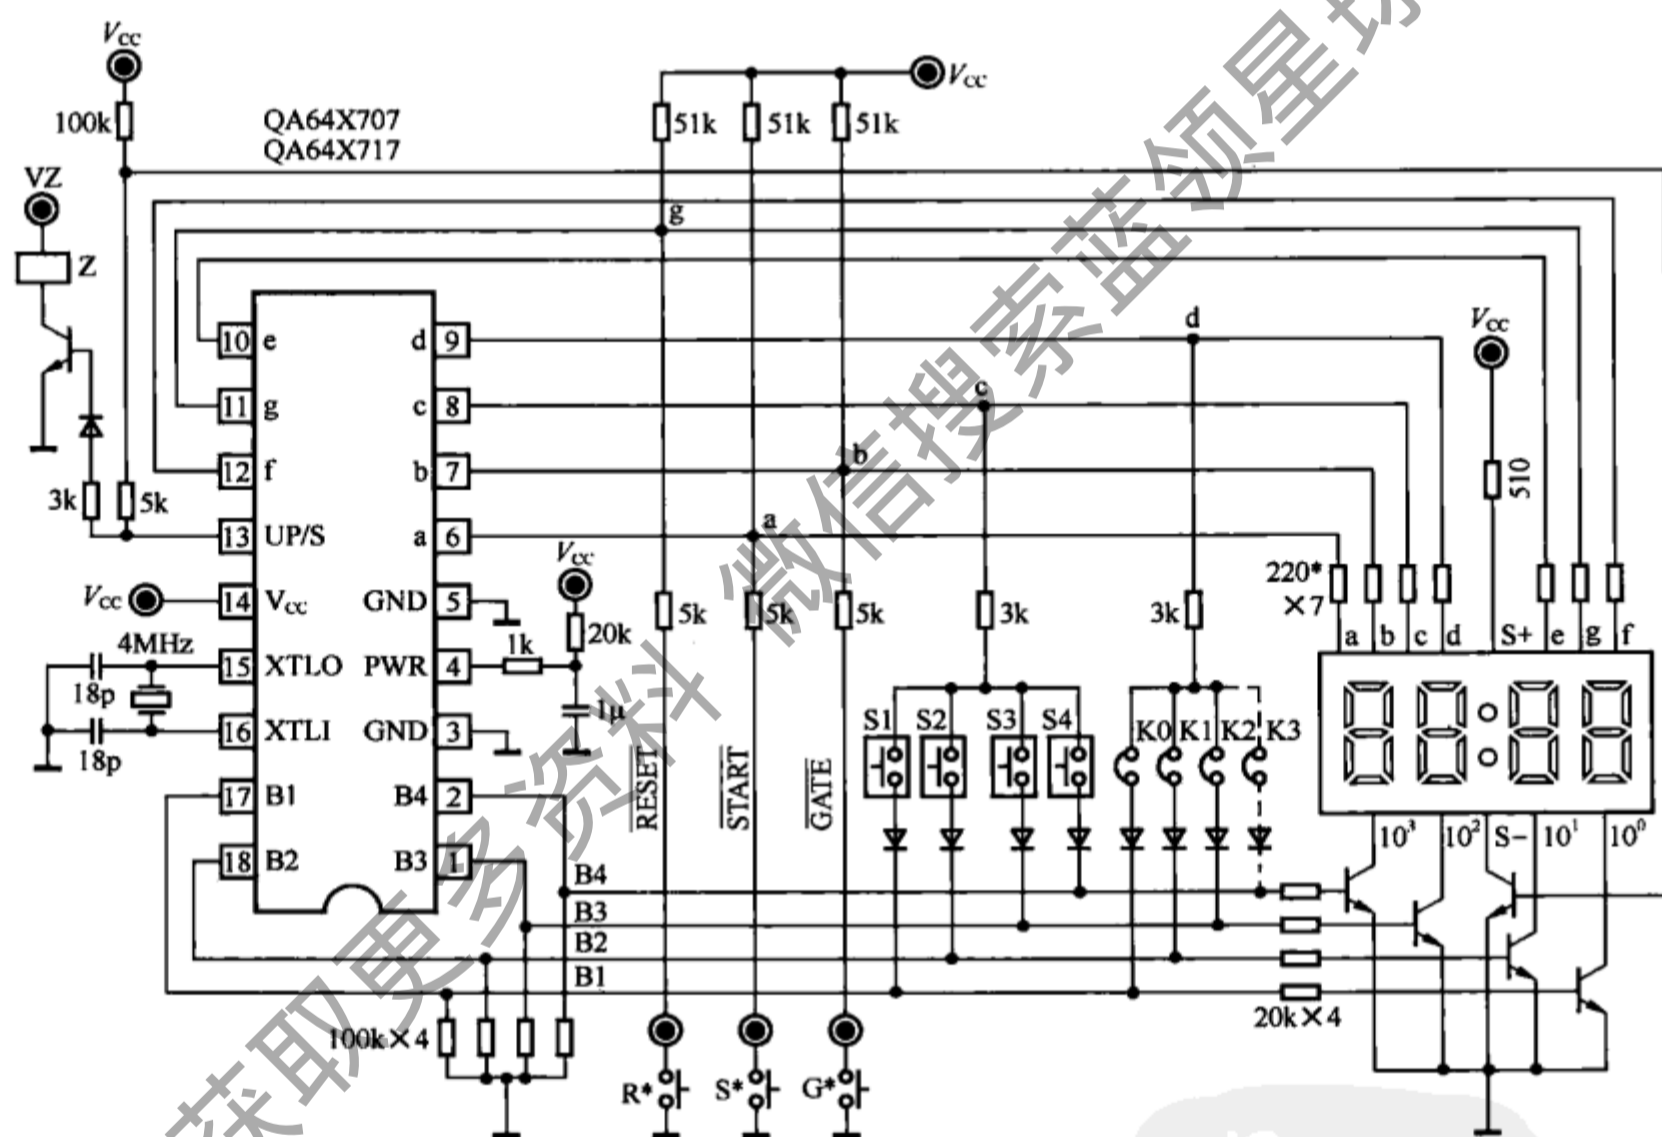 Vcc
100k
QA64X707
QA64X717
51k
51k
51k
Vcc
VZ
Z
g
10 e
d 9
d
Vcc
11 g
c 8
c
12 f
b 7
b
3k
5k
510
13 UP/S
a 6
a
Vcc
Vcc
14 Vcc
GND 5
5k
5k
5k
3k
3k
220*
×7
4MHz
1k
20k
a b c d S+ e g f
15 XTLO
PWR 4
18p
1μ
S1 S2 S3 S4
K0 K1 K2 K3
16 XTLI
GND 3
18p
RESET
START
GATE
17 B1
B4 2
18 B2
B3 1
10³ 10² S− 10¹ 10⁰
B4
B3
B2
B1
100k×4
20k×4
R*
S*
G*
获取更多资料 微信搜索蓝领星球